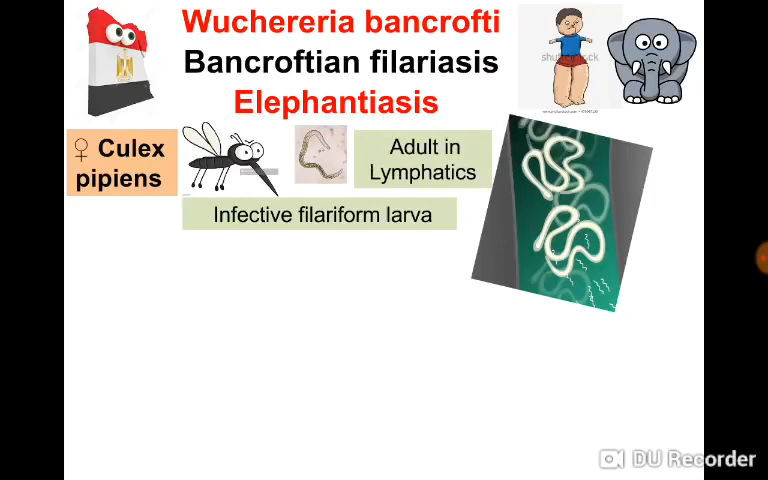 Wuchereria bancrofti
Bancroftian filariasis
Elephantiasis
♀ Culex
pipiens
Adult in
Lymphatics
Infective filariform larva
DU Recorder